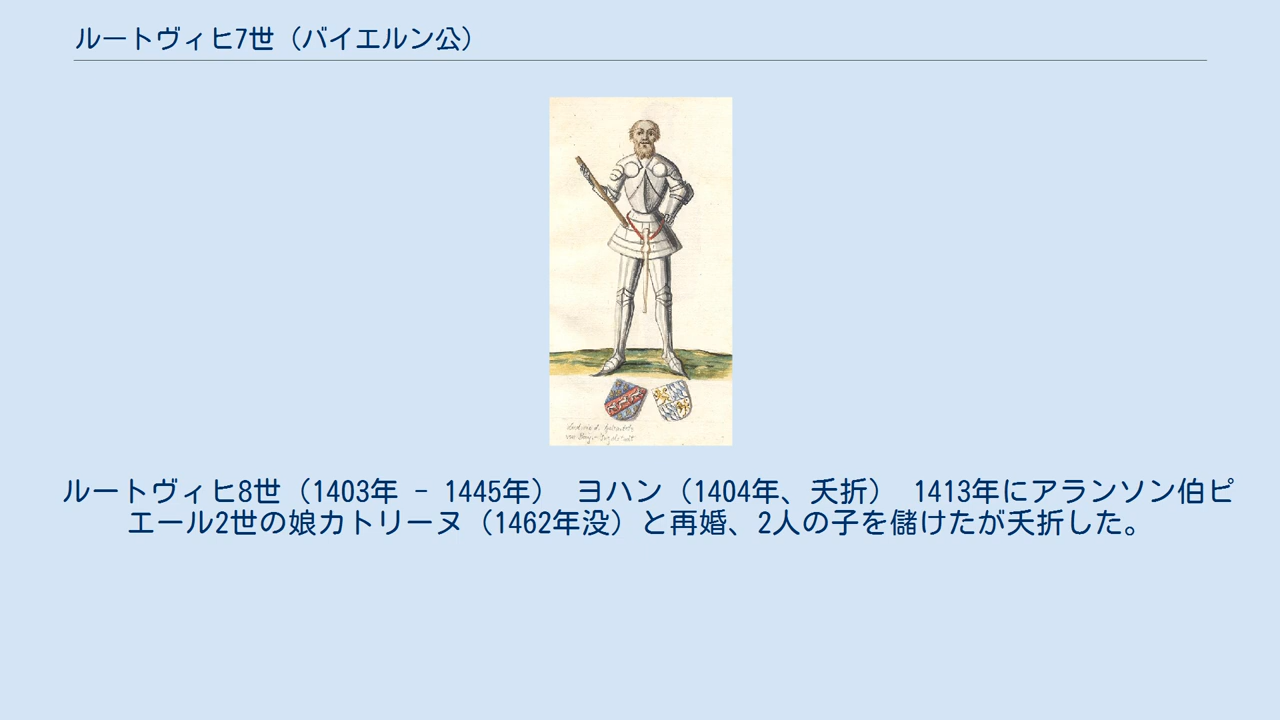 ルートヴィヒ7世（バイエルン公）
ルートヴィヒ8世（1403年 - 1445年） ヨハン（1404年、夭折） 1413年にアランソン伯ピ
エール2世の娘カトリーヌ（1462年没）と再婚、2人の子を儲けたが夭折した。